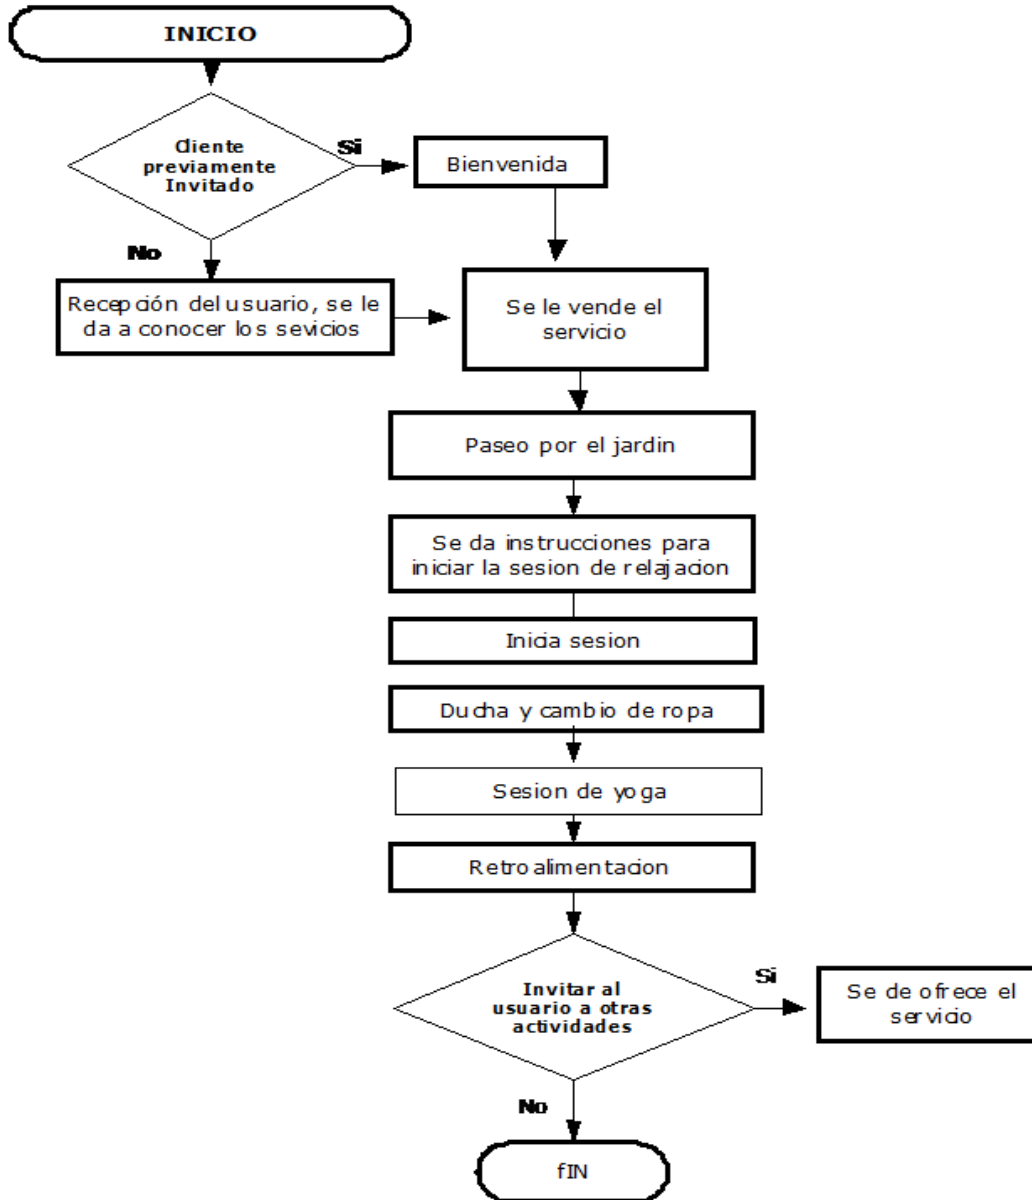 INICIO
Cliente
previamente
Invitado
Si
Bienvenida
No
Recepción del usuario, se le
da a conocer los sevicios
Se le vende el
servicio
Paseo por el jardin
Se da instrucciones para
iniciar la sesion de relajacion
Inicia sesion
Ducha y cambio de ropa
Sesion de yoga
Retroalimentacion
Invitar al
usuario a otras
actividades
Si
Se de ofrece el
servicio
No
fIN